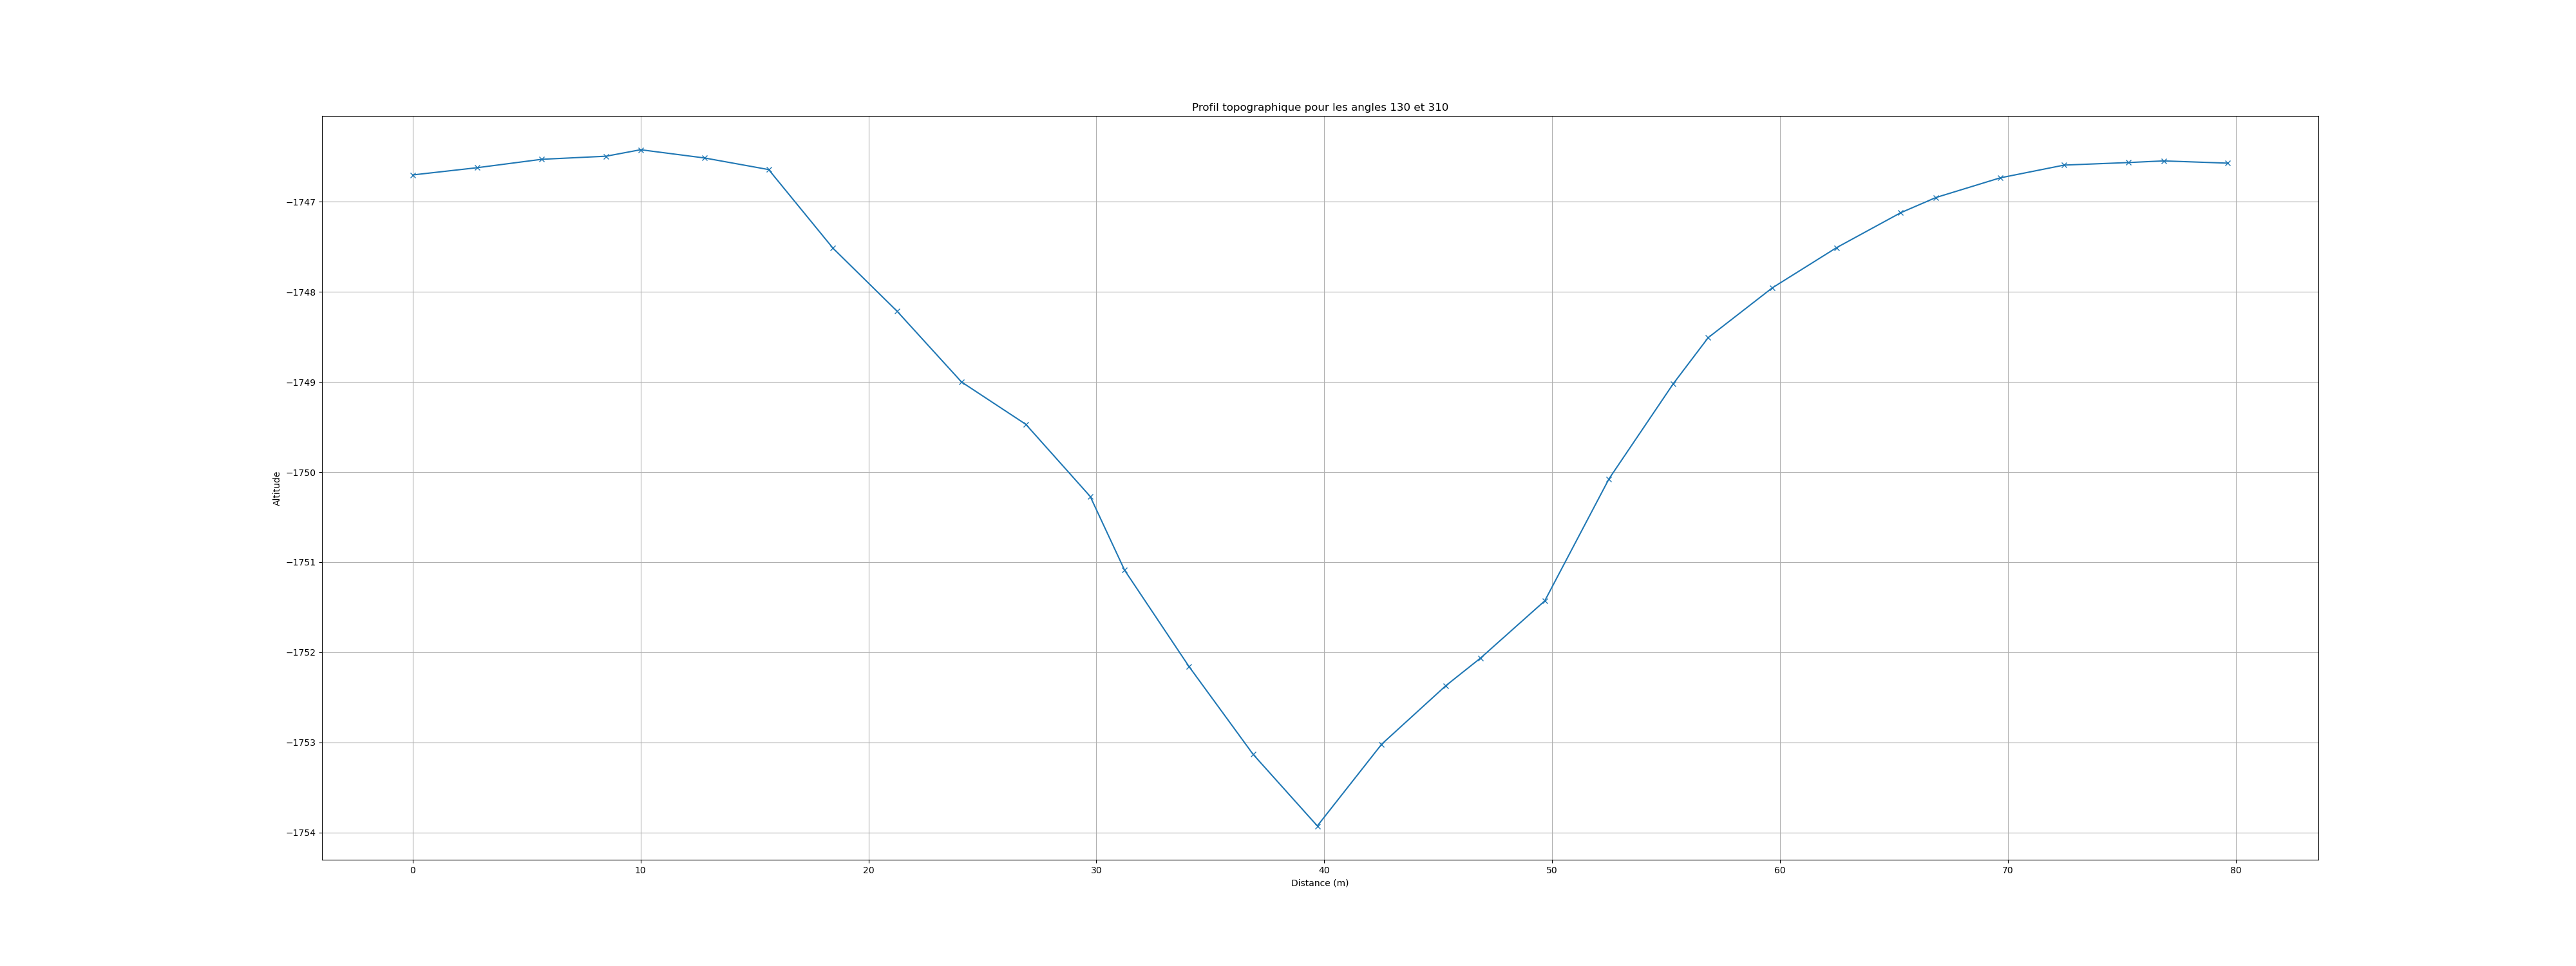 Profil topographique pour les angles 130 et 310
−1747
−1748
−1749
−1750
−1751
−1752
−1753
−1754
Altitude
0 10 20 30 40 50 60 70 80
Distance (m)